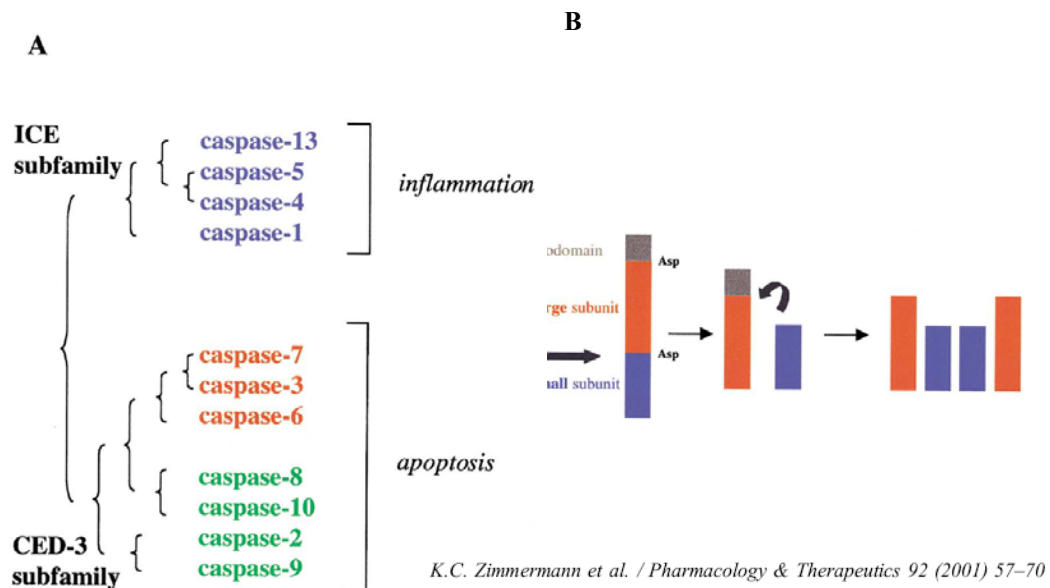 A
B
ICE
subfamily
caspase-13
caspase-5
caspase-4
caspase-1
inflammation
caspase-7
caspase-3
caspase-6
caspase-8
caspase-10
caspase-2
caspase-9
apoptosis
CED-3
subfamily
odomain
Asp
rge subunit
Asp
nall subunit
K.C. Zimmermann et al. / Pharmacology & Therapeutics 92 (2001) 57–70